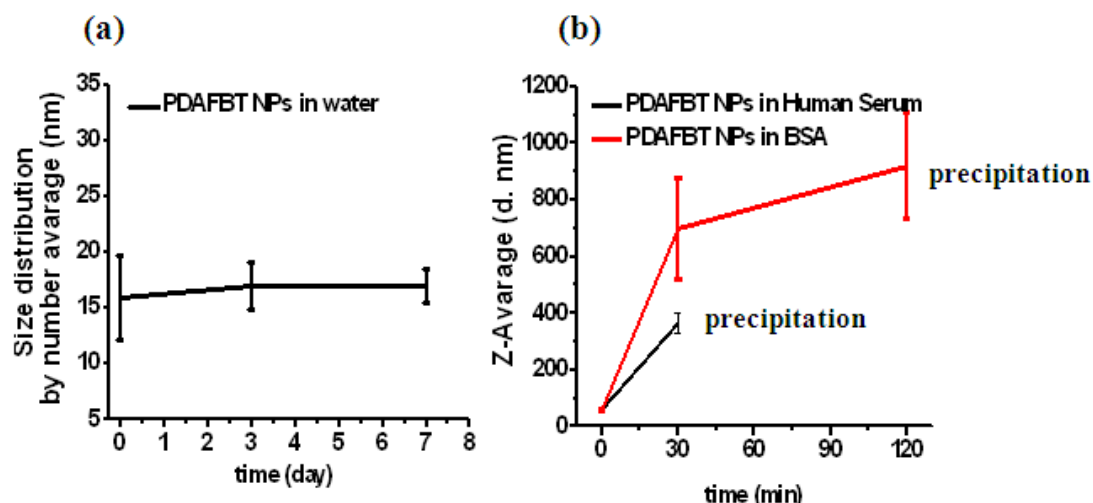 (a)
35
30
25
20
15
10
5
PDAFBT NPs in water
Size distribution
by number avarage (nm)
0 1 2 3 4 5 6 7 8
time (day)
(b)
1200
1000
800
600
400
200
0
PDAFBT NPs in Human Serum
PDAFBT NPs in BSA
precipitation
precipitation
Z-Avarage (d. nm)
0 30 60 90 120
time (min)